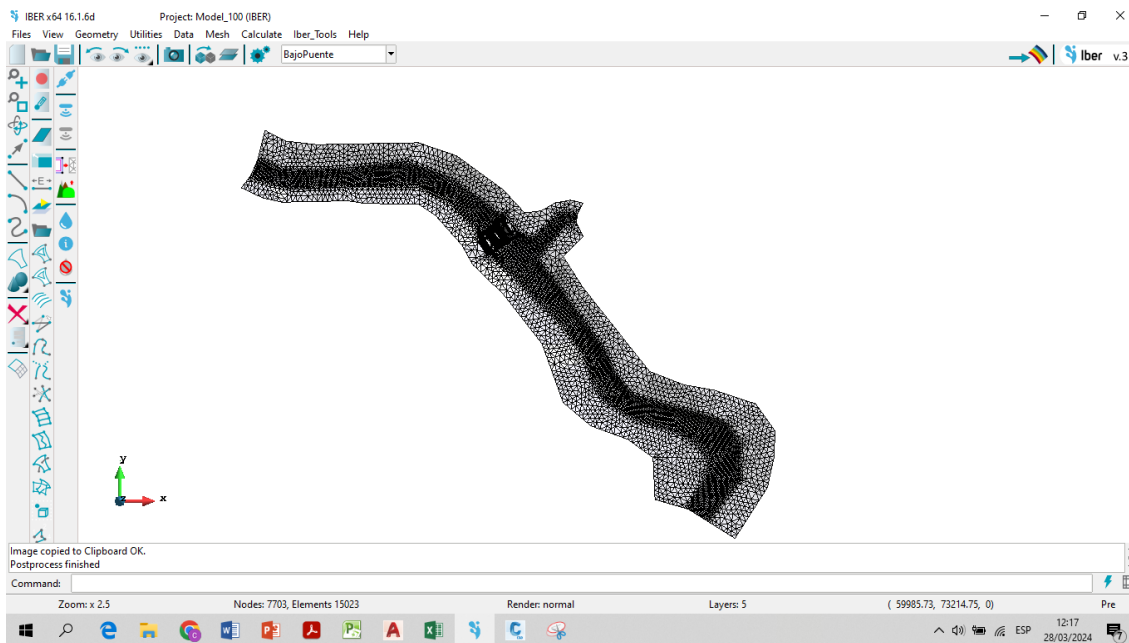 IBER x64 16.1.6d Project: Model_100 (IBER)
Files View Geometry Utilities Data Mesh Calculate Iber_Tools Help
BajoPuente
Iber v.3
E
y
x
Image copied to Clipboard OK.
Postprocess finished
Command:
Zoom: x 2.5 Nodes: 7703, Elements 15023 Render: normal Layers: 5 ( 59985.73, 73214.75, 0) Pre
ESP 12:17
28/03/2024